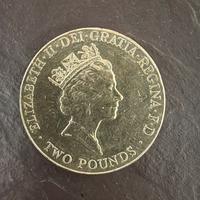 · ELIZABETH · II · DEI · GRATIA · REGINA · F · D ·
TWO POUNDS